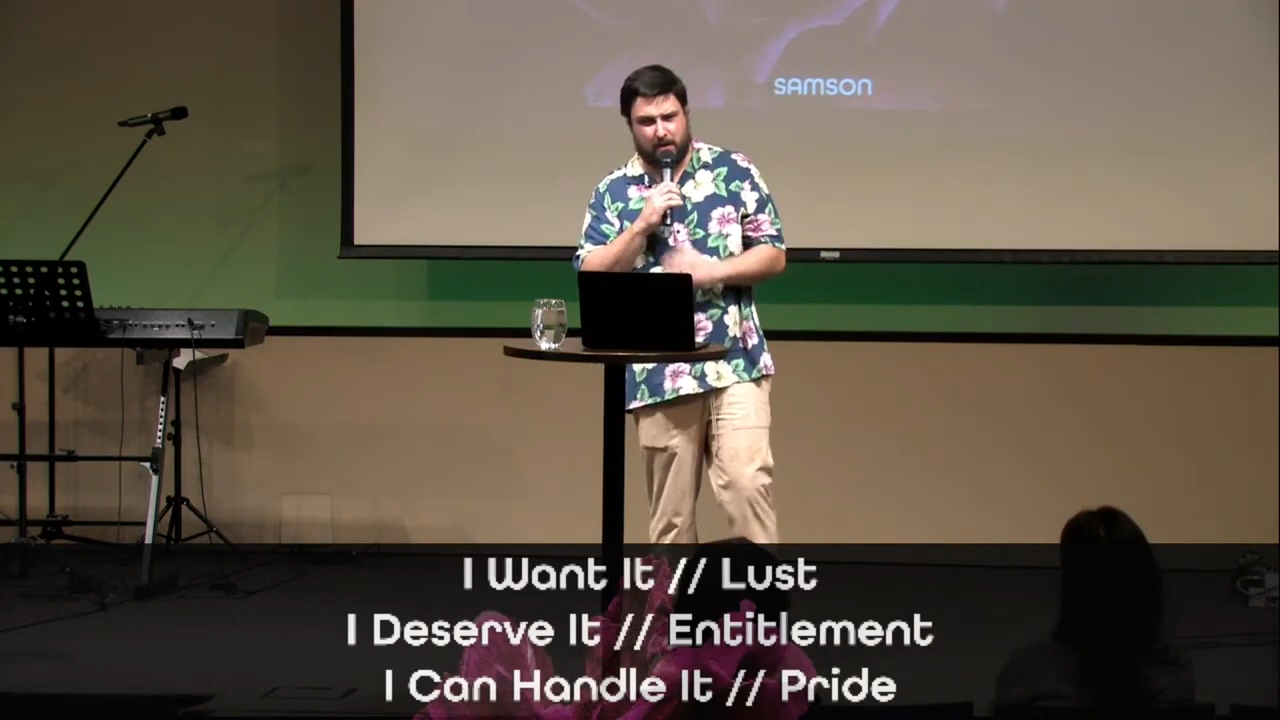 SAMSON
I Want It // Lust
I Deserve It // Entitlement
I Can Handle It // Pride